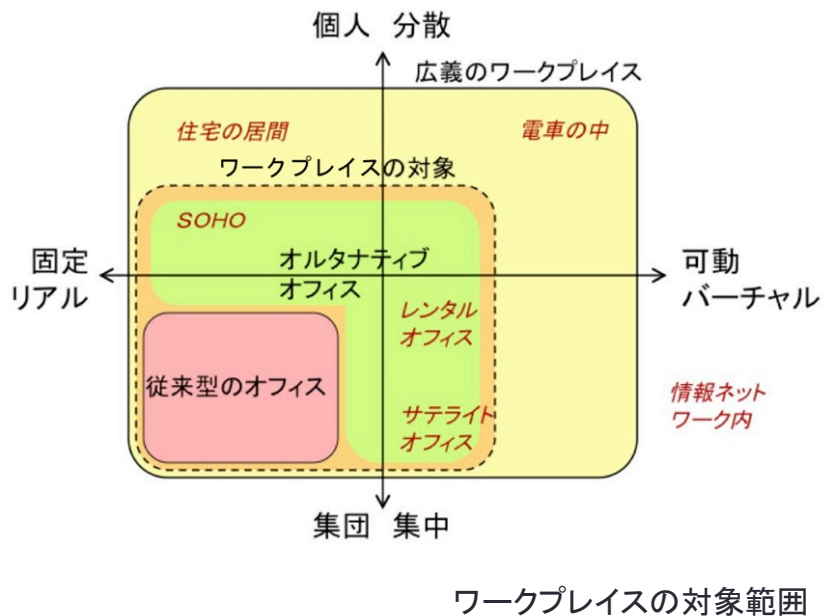 個人 分散
広義のワークプレイス
住宅の居間
電車の中
ワークプレイスの対象
SOHO
固定
リアル
オルタナティブ
オフィス
可動
バーチャル
レンタル
オフィス
従来型のオフィス
情報ネット
ワーク内
サテライト
オフィス
集団 集中
ワークプレイスの対象範囲